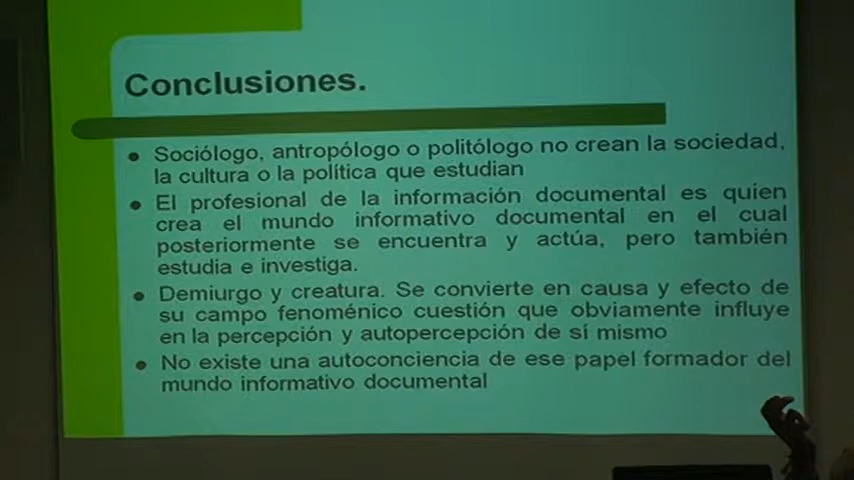 Conclusiones.
Sociólogo, antropólogo o politólogo no crean la sociedad,
la cultura o la política que estudian
El profesional de la información documental es quien
crea el mundo informativo documental en el cual
posteriormente se encuentra y actúa, pero también
estudia e investiga.
Demiurgo y creatura. Se convierte en causa y efecto de
su campo fenoménico cuestión que obviamente influye
en la percepción y autopercepción de sí mismo
No existe una autoconciencia de ese papel formador del
mundo informativo documental